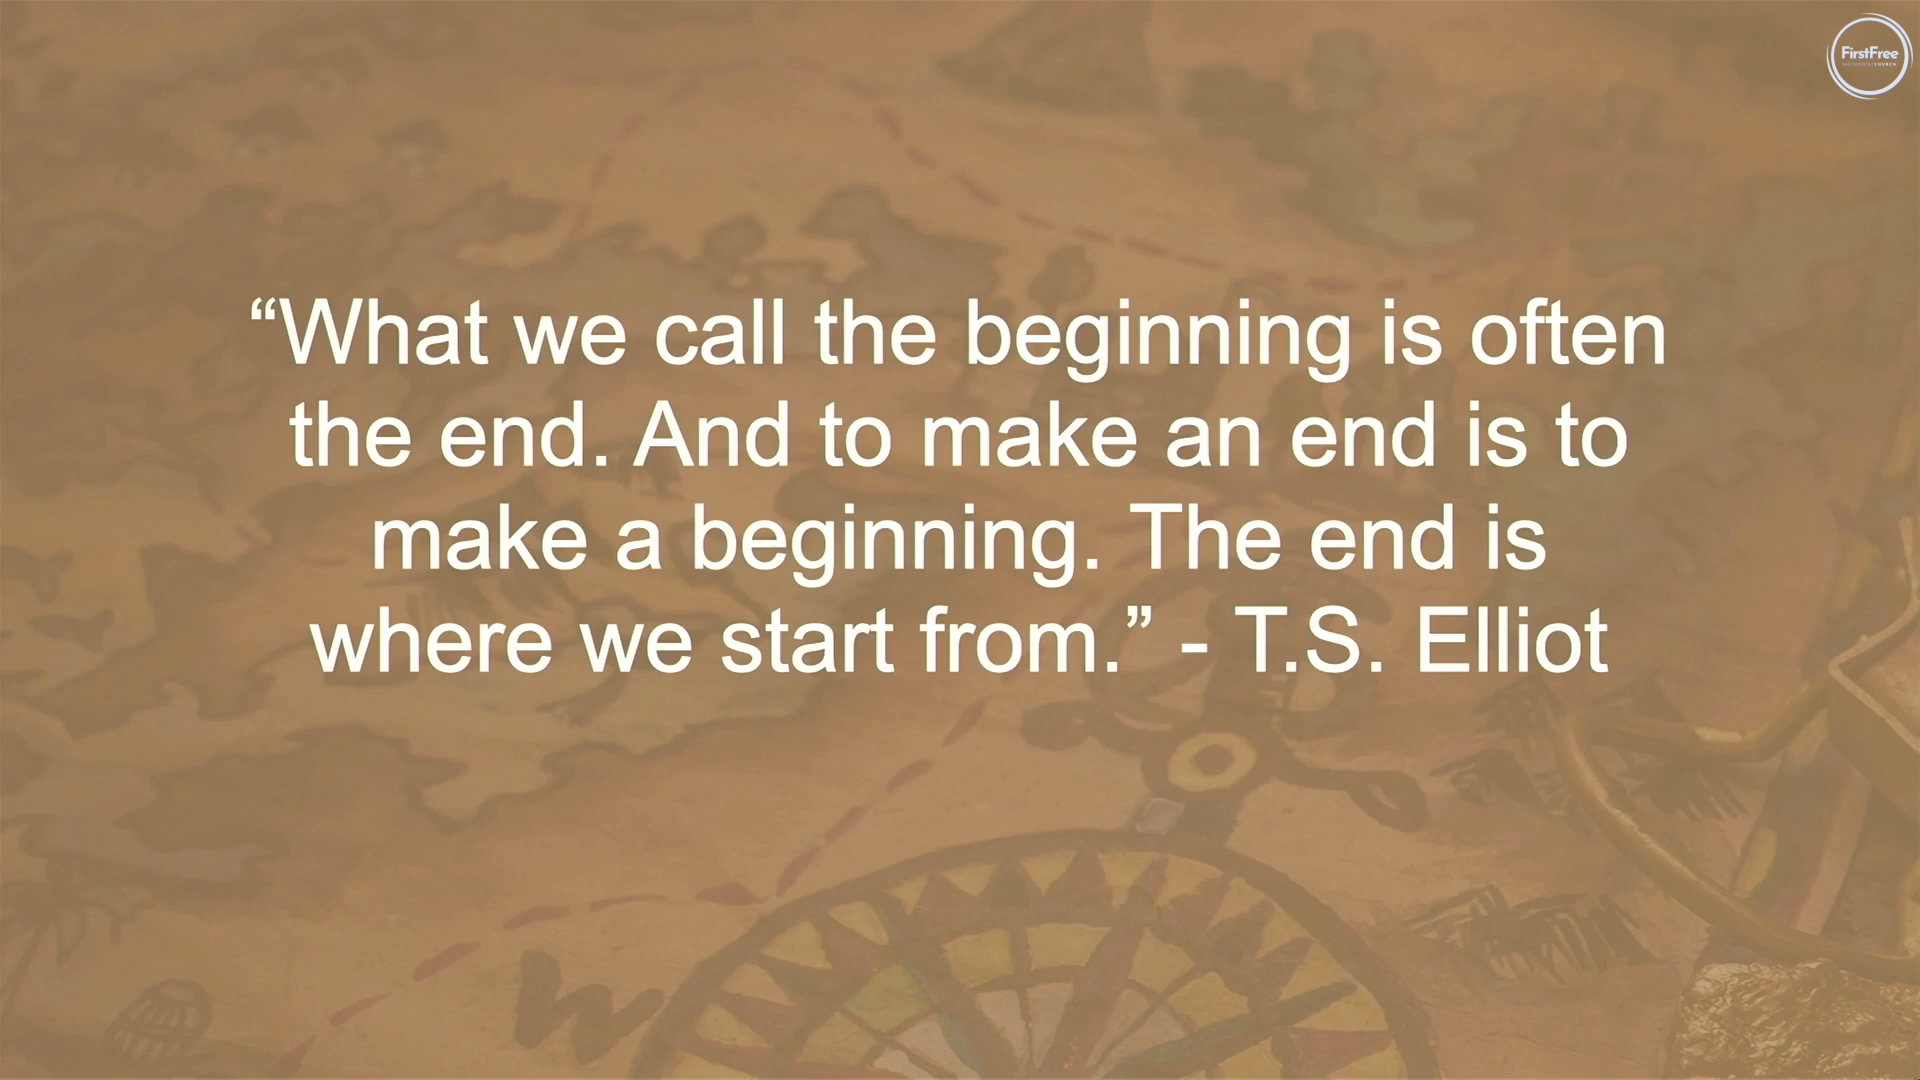 FirstFree
METHODISTCHURCH
“What we call the beginning is often
the end. And to make an end is to
make a beginning. The end is
where we start from.” - T.S. Elliot